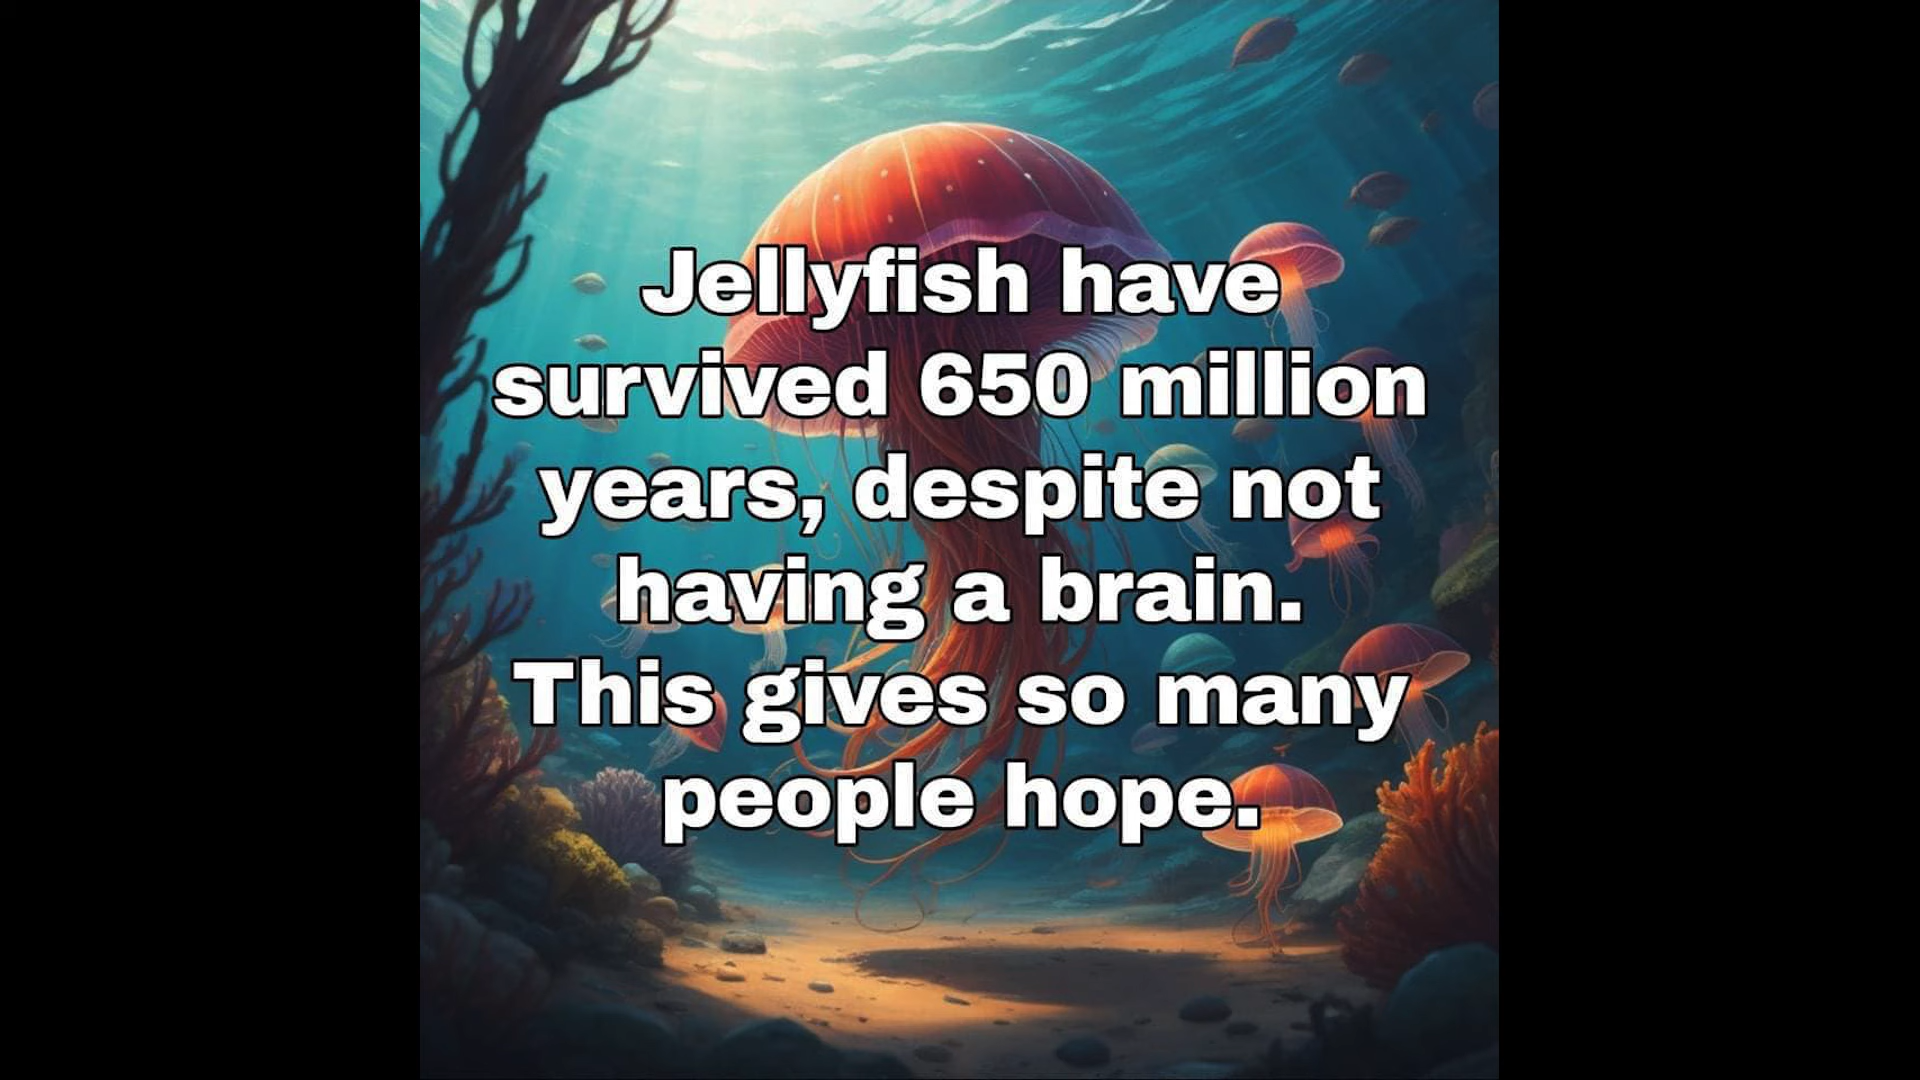 Jellyfish have
survived 650 million
years, despite not
having a brain.
This gives so many
people hope.